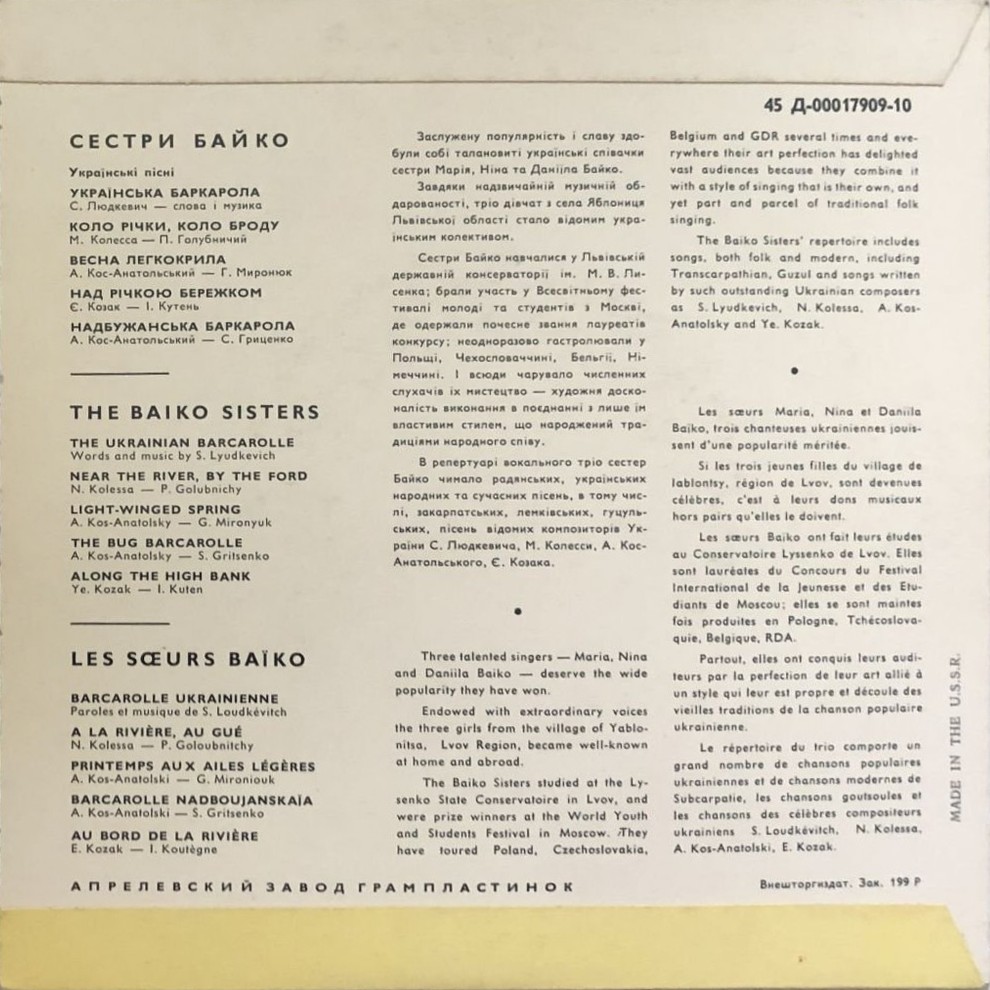 45 Д-00017909-10
СЕСТРИ БАЙКО
Українські пісні
УКРАЇНСЬКА БАРКАРОЛА
С. Людкевич — слова і музика
КОЛО РІЧКИ, КОЛО БРОДУ
М. Колесса — П. Голубничий
ВЕСНА ЛЕГКОКРИЛА
А. Кос-Анатольський — Г. Миронюк
НАД РІЧКОЮ БЕРЕЖКОМ
Є. Козак — І. Кутень
НАДБУЖАНСЬКА БАРКАРОЛА
А. Кос-Анатольський — С. Гриценко
THE BAIKO SISTERS
THE UKRAINIAN BARCAROLLE
Words and music by S. Lyudkevich
NEAR THE RIVER, BY THE FORD
N. Kolessa — P. Golubnichy
LIGHT-WINGED SPRING
A. Kos-Anatolsky — G. Mironyuk
THE BUG BARCAROLLE
A. Kos-Anatolsky — S. Gritsenko
ALONG THE HIGH BANK
Ye. Kozak — I. Kuten
LES SŒURS BAÏKO
BARCAROLLE UKRAINIENNE
Paroles et musique de S. Loudkévitch
A LA RIVIÈRE, AU GUÉ
N. Kolessa — P. Goloubnitchy
PRINTEMPS AUX AILES LÉGÈRES
A. Kos-Anatolski — G. Mironiouk
BARCAROLLE NADBOUJANSKAÏA
A. Kos-Anatolski — S. Gritsenko
AU BORD DE LA RIVIÈRE
E. Kozak — I. Koutègne
Заслужену популярність і славу здо-
були собі талановиті українські співачки
сестри Марія, Ніна та Даниїла Байко.
Завдяки надзвичайній музичній об-
дарованості, тріо дівчат з села Яблониця
Львівської області стало відомим укра-
їнським колективом.
Сестри Байко навчалися у Львівській
державній консерваторії ім. М. В. Ли-
сенка; брали участь у Всесвітньому фес-
тивалі молоді та студентів з Москві,
де одержали почесне звання лауреатів
конкурсу; неодноразово гастролювали у
Польщі, Чехословаччині, Бельгії, Ні-
меччині. І всюди чарувало численних
слухачів їх мистецтво — художня доско-
налість виконання в поєднанні з лише їм
властивим стилем, що народжений тра-
диціями народного співу.
В репертуарі вокального тріо сестер
Байко чимало радянських, українських
народних та сучасних пісень, в тому чис-
лі, закарпатських, лемківських, гуцуль-
ських, пісень відомих композиторів Ук-
раїни С. Людкевича, М. Колесси, А. Кос-
Анатольського, Є. Козака.
Three talented singers — Maria, Nina
and Daniila Baiko — deserve the wide
popularity they have won.
Endowed with extraordinary voices
the three girls from the village of Yablo-
nitsa, Lvov Region, became well-known
at home and abroad.
The Baiko Sisters studied at the Ly-
senko State Conservatoire in Lvov, and
were prize winners at the World Youth
and Students Festival in Moscow. They
have toured Poland, Czechoslovakia,
Belgium and GDR several times and eve-
rywhere their art perfection has delighted
vast audiences because they combine it
with a style of singing that is their own, and
yet part and parcel of traditional folk
singing.
The Baiko Sisters' repertoire includes
songs, both folk and modern, including
Transcarpathian, Guzul and songs written
by such outstanding Ukrainian composers
as S. Lyudkevich, N. Kolessa, A. Kos-
Anatolsky and Ye. Kozak.
Les sœurs Maria, Nina et Daniila
Baïko, trois chanteuses ukrainiennes jouis-
sent d'une popularité méritée.
Si les trois jeunes filles du village de
Iablontsy, région de Lvov, sont devenues
célèbres, c'est à leurs dons musicaux
hors pairs qu'elles le doivent.
Les sœurs Baïko ont fait leurs études
au Conservatoire Lyssenko de Lvov. Elles
sont lauréates du Concours du Festival
International de la Jeunesse et des Etu-
diants de Moscou; elles se sont maintes
fois produites en Pologne, Tchécoslova-
quie, Belgique, RDA.
Partout, elles ont conquis leurs audi-
teurs par la perfection de leur art allié à
un style qui leur est propre et découle des
vieilles traditions de la chanson populaire
ukrainienne.
Le répertoire du trio comporte un
grand nombre de chansons populaires
ukrainiennes et de chansons modernes de
Subcarpatie, les chansons goutsoules et
les chansons des célèbres compositeurs
ukrainiens S. Loudkévitch, N. Kolessa,
A. Kos-Anatolski, E. Kozak.
MADE IN THE U.S.S.R.
АПРЕЛЕВСКИЙ ЗАВОД ГРАМПЛАСТИНОК
Внешторгиздат. Зак. 199 Р